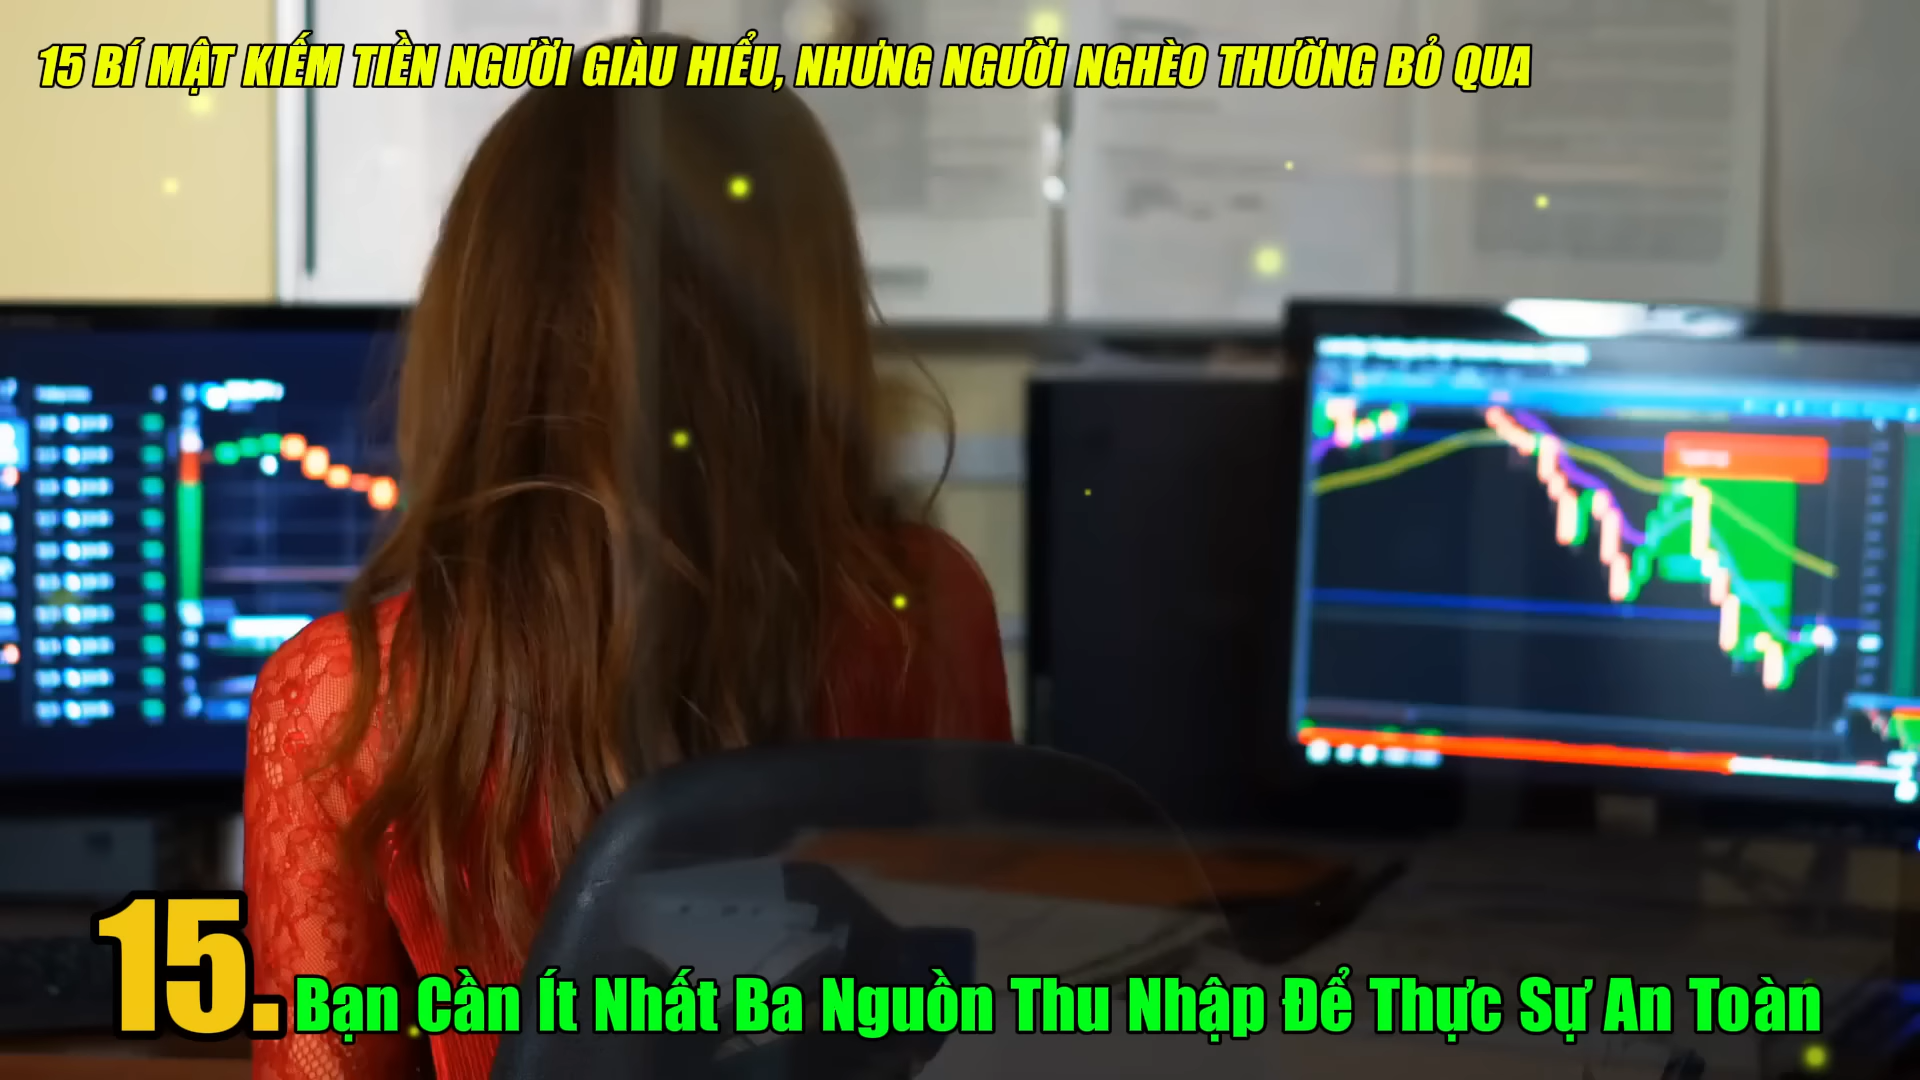 15 BÍ MẬT KIẾM TIỀN NGƯỜI GIÀU HIỂU, NHƯNG NGƯỜI NGHÈO THƯỜNG BỎ QUA
15. Bạn Cần Ít Nhất Ba Nguồn Thu Nhập Để Thực Sự An Toàn